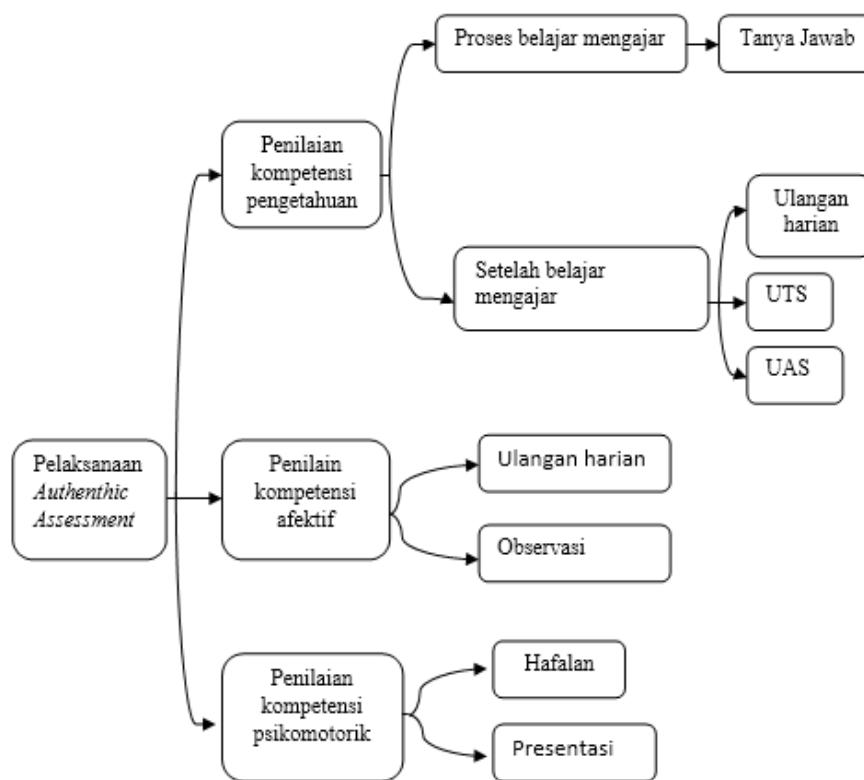 Proses belajar mengajar
Tanya Jawab
Penilaian
kompetensi
pengetahuan
Ulangan
harian
Setelah belajar
mengajar
UTS
UAS
Pelaksanaan
Authenthic
Assessment
Penilain
kompetensi
afektif
Ulangan harian
Observasi
Penilaian
kompetensi
psikomotorik
Hafalan
Presentasi